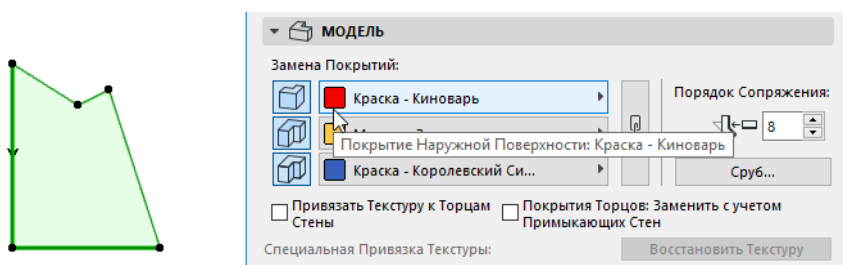 МОДЕЛЬ
Замена Покрытий:
Краска - Киноварь
Порядок Сопряжения:
8
Покрытие Наружной Поверхности: Краска - Киноварь
Краска - Королевский Си...
Сруб...
Привязать Текстуру к Торцам Стены
Покрытия Торцов: Заменить с учетом Примыкающих Стен
Специальная Привязка Текстуры:
Восстановить Текстуру